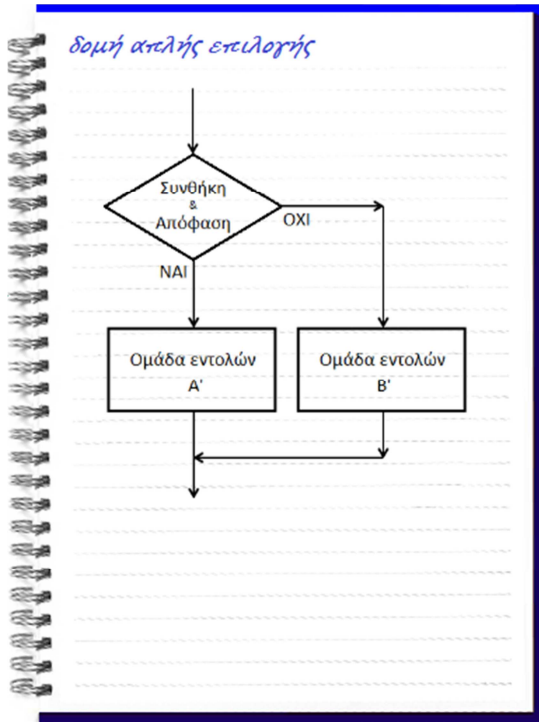 δομή απλής επιλογής
Συνθήκη
&
Απόφαση
ΟΧΙ
ΝΑΙ
Ομάδα εντολών
Α'
Ομάδα εντολών
Β'